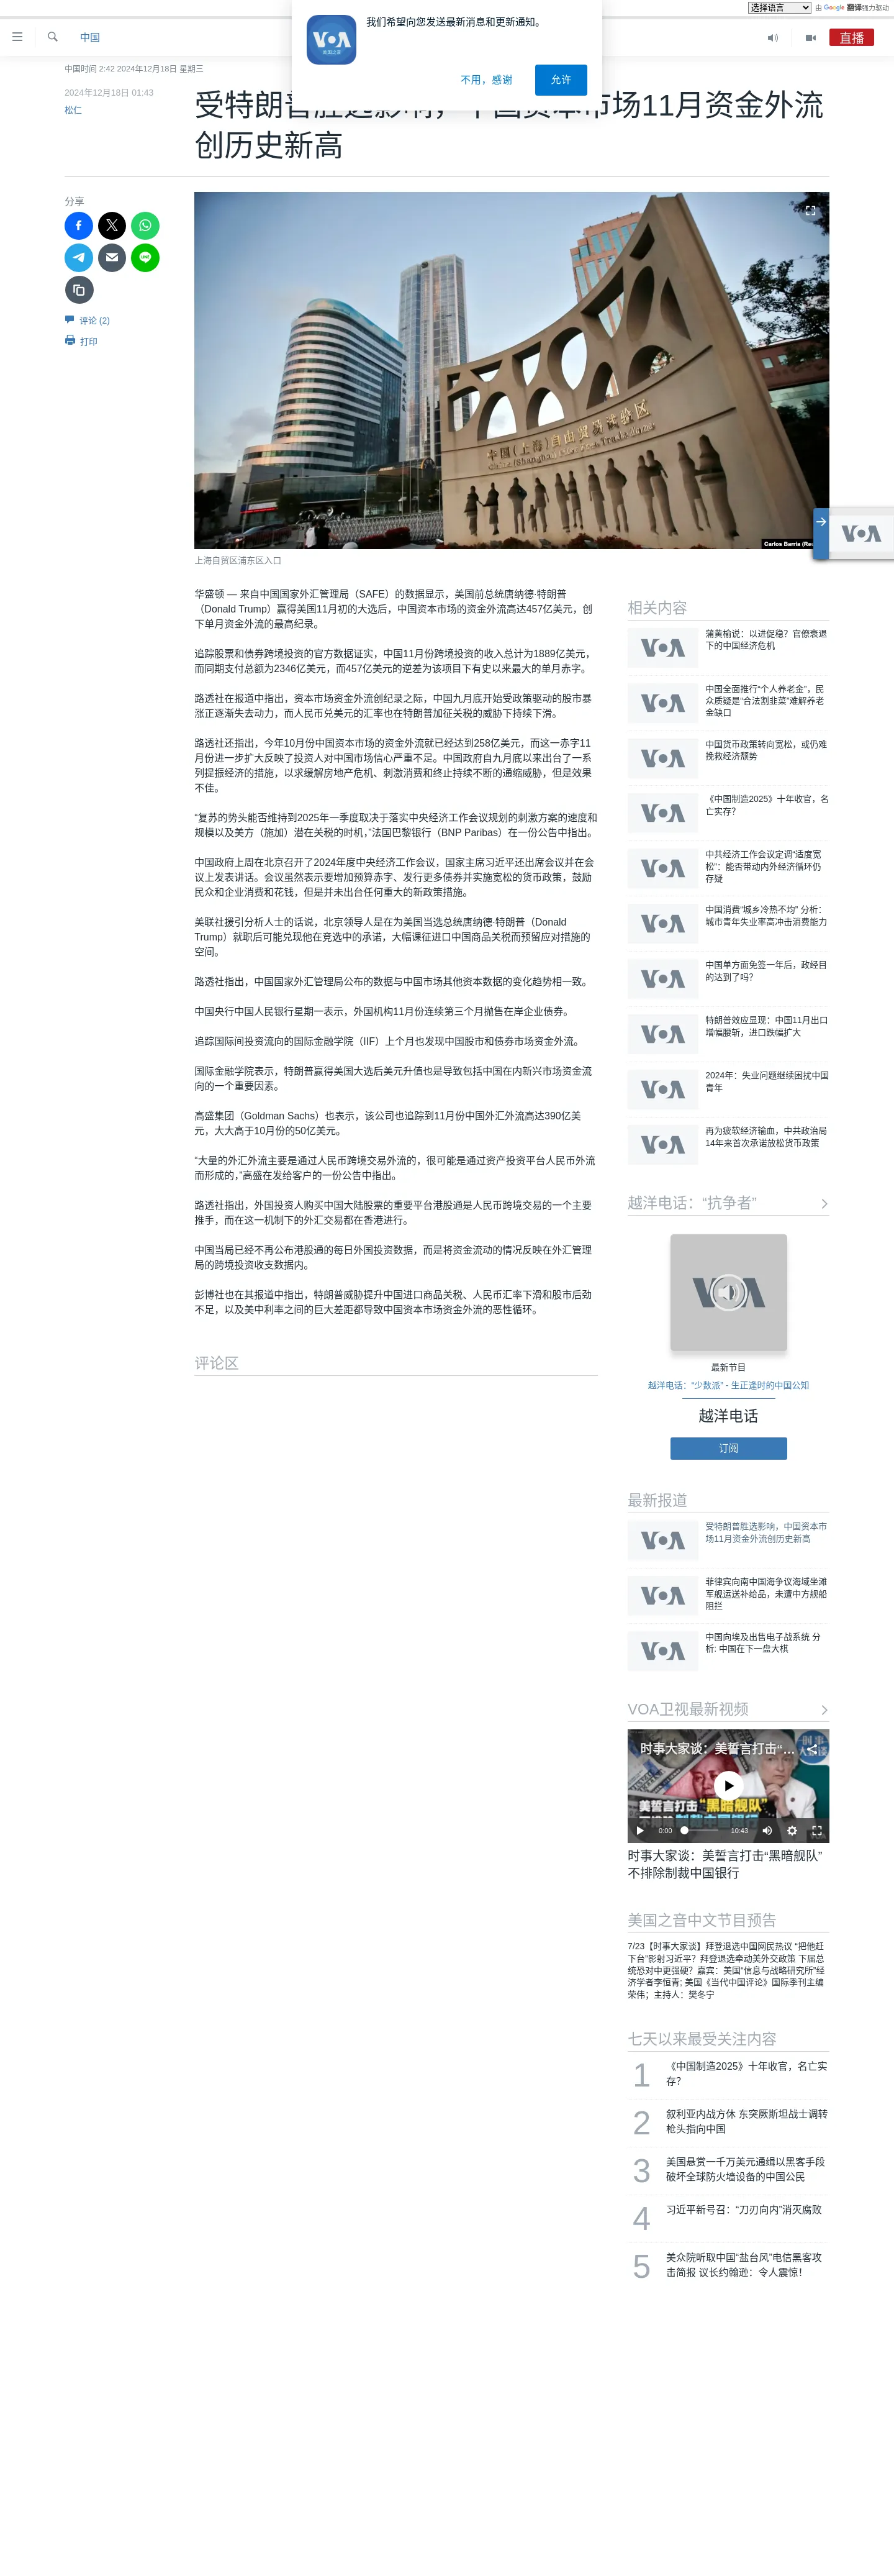 选择语言
由 Google 翻译强力驱动
我们希望向您发送最新消息和更新通知。
VOA
不用，感谢
允许
中国
直播
中国时间 2:42 2024年12月18日 星期三
2024年12月18日 01:43
松仁
市场11月资金外流
创历史新高
分享
评论 (2)
打印
中国(上海)自由贸易试验区
China (Shanghai) Pilot Free Trade Zone
Carlos Barria (Re
上海自贸区浦东区入口
华盛顿 — 来自中国国家外汇管理局（SAFE）的数据显示，美国前总统唐纳德·特朗普
（Donald Trump）赢得美国11月初的大选后，中国资本市场的资金外流高达457亿美元，创
下单月资金外流的最高纪录。
追踪股票和债券跨境投资的官方数据证实，中国11月份跨境投资的收入总计为1889亿美元，
而同期支付总额为2346亿美元，而457亿美元的逆差为该项目下有史以来最大的单月赤字。
路透社在报道中指出，资本市场资金外流创纪录之际，中国九月底开始受政策驱动的股市暴
涨正逐渐失去动力，而人民币兑美元的汇率也在特朗普加征关税的威胁下持续下滑。
路透社还指出，今年10月份中国资本市场的资金外流就已经达到258亿美元，而这一赤字11
月份进一步扩大反映了投资人对中国市场信心严重不足。中国政府自九月底以来出台了一系
列提振经济的措施，以求缓解房地产危机、刺激消费和终止持续不断的通缩威胁，但是效果
不佳。
“复苏的势头能否维持到2025年一季度取决于落实中央经济工作会议规划的刺激方案的速度和
规模以及美方（施加）潜在关税的时机，”法国巴黎银行（BNP Paribas）在一份公告中指出。
中国政府上周在北京召开了2024年度中央经济工作会议，国家主席习近平还出席会议并在会
议上发表讲话。会议虽然表示要增加预算赤字、发行更多债券并实施宽松的货币政策，鼓励
民众和企业消费和花钱，但是并未出台任何重大的新政策措施。
美联社援引分析人士的话说，北京领导人是在为美国当选总统唐纳德·特朗普（Donald
Trump）就职后可能兑现他在竞选中的承诺，大幅课征进口中国商品关税而预留应对措施的
空间。
路透社指出，中国国家外汇管理局公布的数据与中国市场其他资本数据的变化趋势相一致。
中国央行中国人民银行星期一表示，外国机构11月份连续第三个月抛售在岸企业债券。
追踪国际间投资流向的国际金融学院（IIF）上个月也发现中国股市和债券市场资金外流。
国际金融学院表示，特朗普赢得美国大选后美元升值也是导致包括中国在内新兴市场资金流
向的一个重要因素。
高盛集团（Goldman Sachs）也表示，该公司也追踪到11月份中国外汇外流高达390亿美
元，大大高于10月份的50亿美元。
“大量的外汇外流主要是通过人民币跨境交易外流的，很可能是通过资产投资平台人民币外流
而形成的，”高盛在发给客户的一份公告中指出。
路透社指出，外国投资人购买中国大陆股票的重要平台港股通是人民币跨境交易的一个主要
推手，而在这一机制下的外汇交易都在香港进行。
中国当局已经不再公布港股通的每日外国投资数据，而是将资金流动的情况反映在外汇管理
局的跨境投资收支数据内。
彭博社也在其报道中指出，特朗普威胁提升中国进口商品关税、人民币汇率下滑和股市后劲
不足，以及美中利率之间的巨大差距都导致中国资本市场资金外流的恶性循环。
评论区
VOA
相关内容
VOA
蒲黄榆说：以进促稳？官僚衰退
下的中国经济危机
VOA
中国全面推行“个人养老金”，民
众质疑是“合法割韭菜”难解养老
金缺口
VOA
中国货币政策转向宽松，或仍难
挽救经济颓势
VOA
《中国制造2025》十年收官，名
亡实存？
VOA
中共经济工作会议定调“适度宽
松”：能否带动内外经济循环仍
存疑
VOA
中国消费“城乡冷热不均” 分析：
城市青年失业率高冲击消费能力
VOA
中国单方面免签一年后，政经目
的达到了吗？
VOA
特朗普效应显现：中国11月出口
增幅腰斩，进口跌幅扩大
VOA
2024年：失业问题继续困扰中国
青年
VOA
再为疲软经济输血，中共政治局
14年来首次承诺放松货币政策
越洋电话：“抗争者”
VOA
最新节目
越洋电话：“少数派” - 生正逢时的中国公知
越洋电话
订阅
最新报道
VOA
受特朗普胜选影响，中国资本市
场11月资金外流创历史新高
VOA
菲律宾向南中国海争议海域坐滩
军舰运送补给品，未遭中方舰船
阻拦
VOA
中国向埃及出售电子战系统 分
析: 中国在下一盘大棋
VOA卫视最新视频
时事大家谈：美誓言打击“...
美誓言打击“黑暗舰队”
0:00
10:43
时事大家谈：美誓言打击“黑暗舰队”
不排除制裁中国银行
美国之音中文节目预告
7/23【时事大家谈】拜登退选中国网民热议 “把他赶
下台”影射习近平？拜登退选牵动美外交政策 下届总
统恐对中更强硬？嘉宾：美国“信息与战略研究所”经
济学者李恒青; 美国《当代中国评论》国际季刊主编
荣伟；主持人：樊冬宁
七天以来最受关注内容
1
《中国制造2025》十年收官，名亡实
存？
2
叙利亚内战方休 东突厥斯坦战士调转
枪头指向中国
3
美国悬赏一千万美元通缉以黑客手段
破坏全球防火墙设备的中国公民
4
习近平新号召：“刀刃向内”消灭腐败
5
美众院听取中国“盐台风”电信黑客攻
击简报 议长约翰逊：令人震惊！